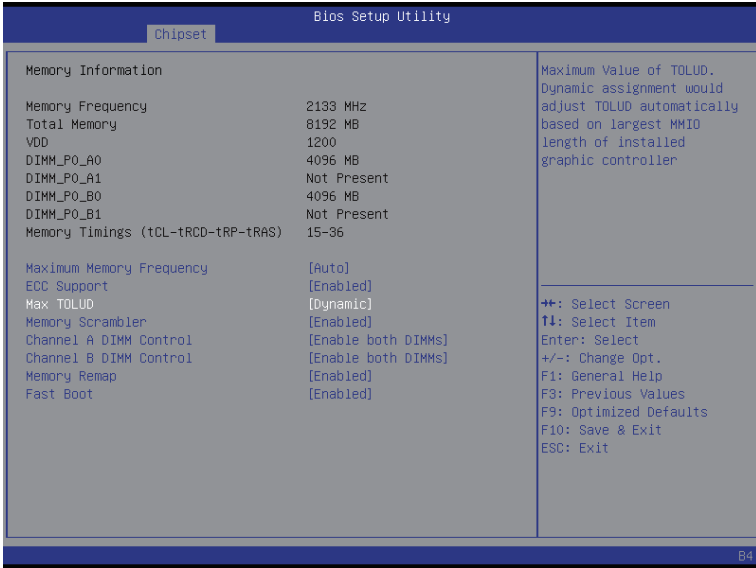 Bios Setup Utility
Chipset
Memory Information
Memory Frequency 2133 MHz
Total Memory 8192 MB
VDD 1200
DIMM_P0_A0 4096 MB
DIMM_P0_A1 Not Present
DIMM_P0_B0 4096 MB
DIMM_P0_B1 Not Present
Memory Timings (tCL-tRCD-tRP-tRAS) 15-36
Maximum Memory Frequency [Auto]
ECC Support [Enabled]
Max TOLUD [Dynamic]
Memory Scrambler [Enabled]
Channel A DIMM Control [Enable both DIMMs]
Channel B DIMM Control [Enable both DIMMs]
Memory Remap [Enabled]
Fast Boot [Enabled]
Maximum Value of TOLUD.
Dynamic assignment would
adjust TOLUD automatically
based on largest MMIO
length of installed
graphic controller
→←: Select Screen
↑↓: Select Item
Enter: Select
+/-: Change Opt.
F1: General Help
F3: Previous Values
F9: Optimized Defaults
F10: Save & Exit
ESC: Exit
B4